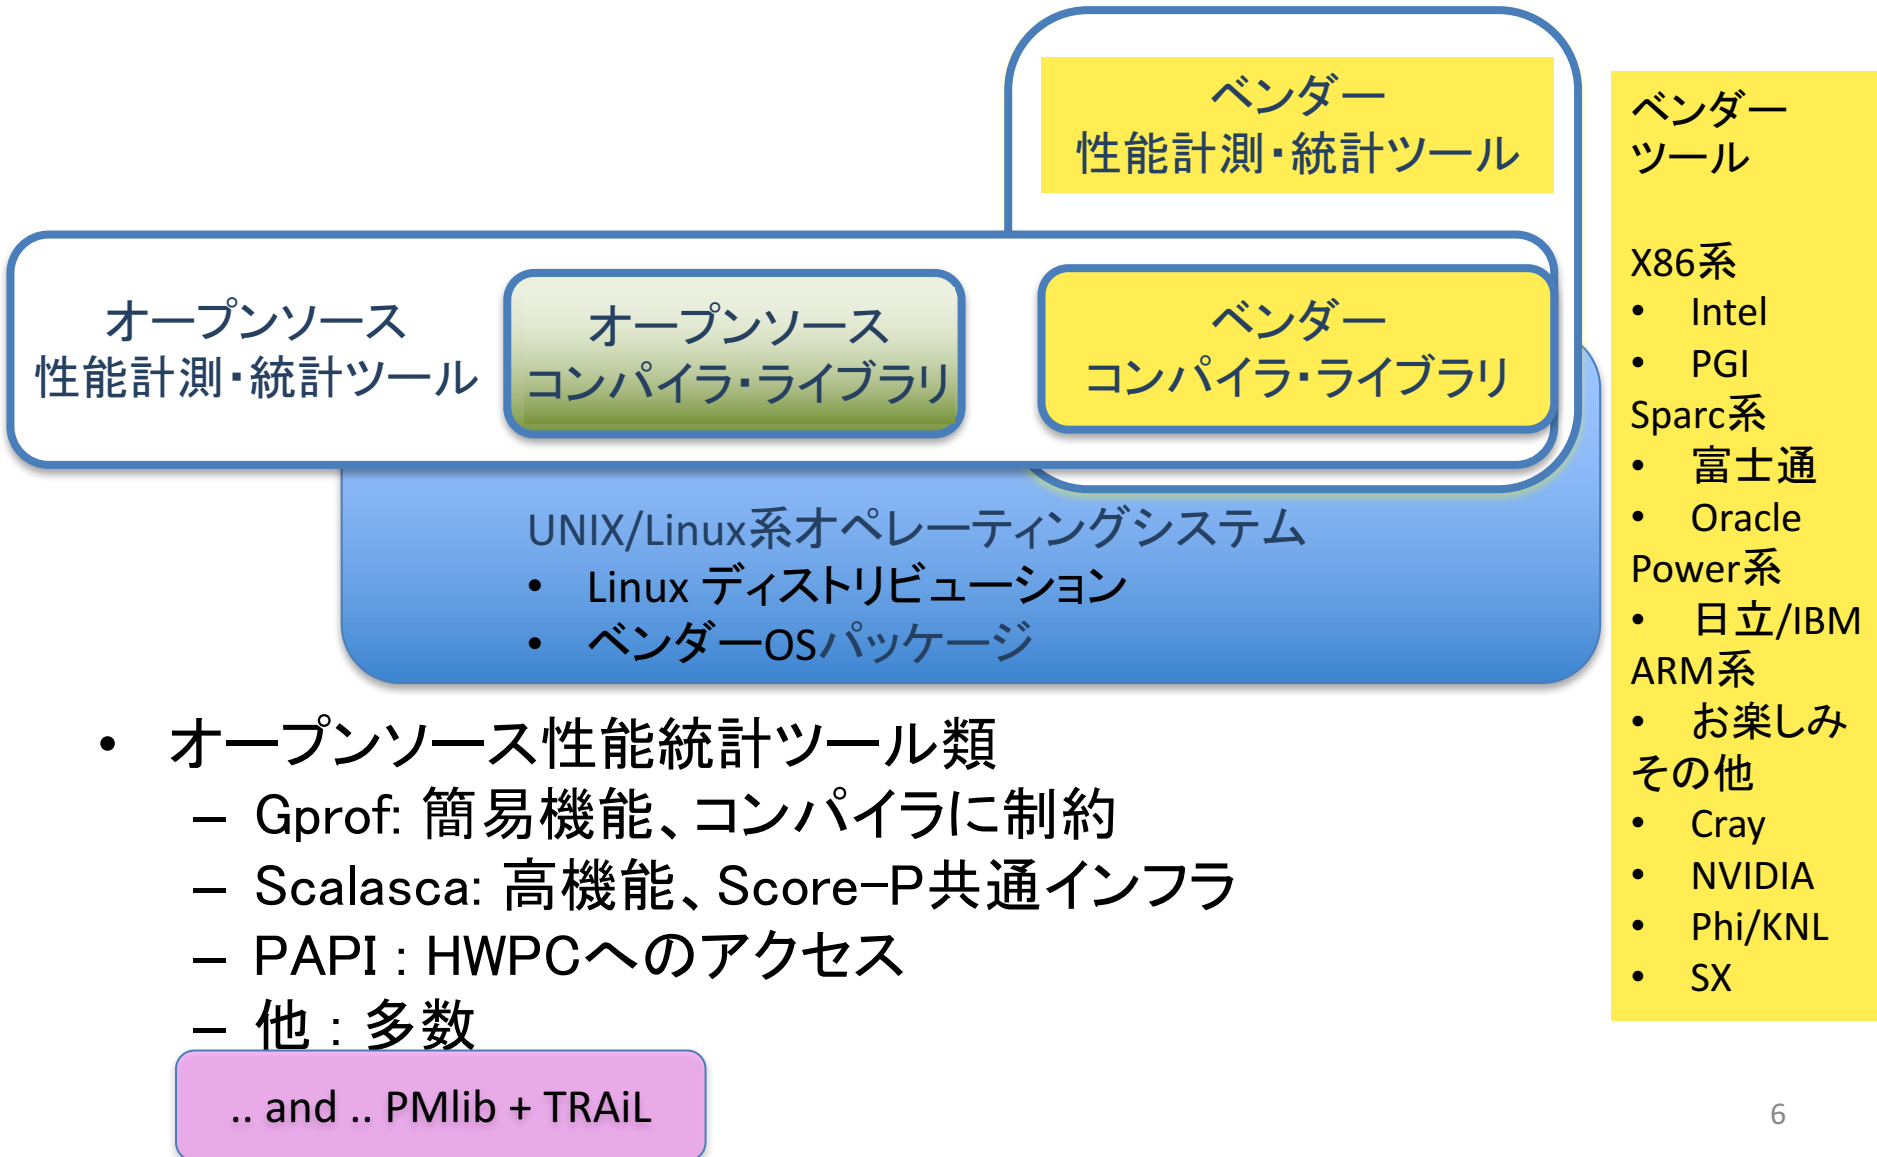 ベンダー
性能計測・統計ツール
オープンソース
性能計測・統計ツール
オープンソース
コンパイラ・ライブラリ
ベンダー
コンパイラ・ライブラリ
UNIX/Linux系オペレーティングシステム
• Linux ディストリビューション
• ベンダーOSパッケージ
ベンダー
ツール
X86系
• Intel
• PGI
Sparc系
• 富士通
• Oracle
Power系
• 日立/IBM
ARM系
• お楽しみ
その他
• Cray
• NVIDIA
• Phi/KNL
• SX
• オープンソース性能統計ツール類
– Gprof: 簡易機能、コンパイラに制約
– Scalasca: 高機能、Score-P共通インフラ
– PAPI : HWPCへのアクセス
– 他 : 多数
.. and .. PMlib + TRAiL
6